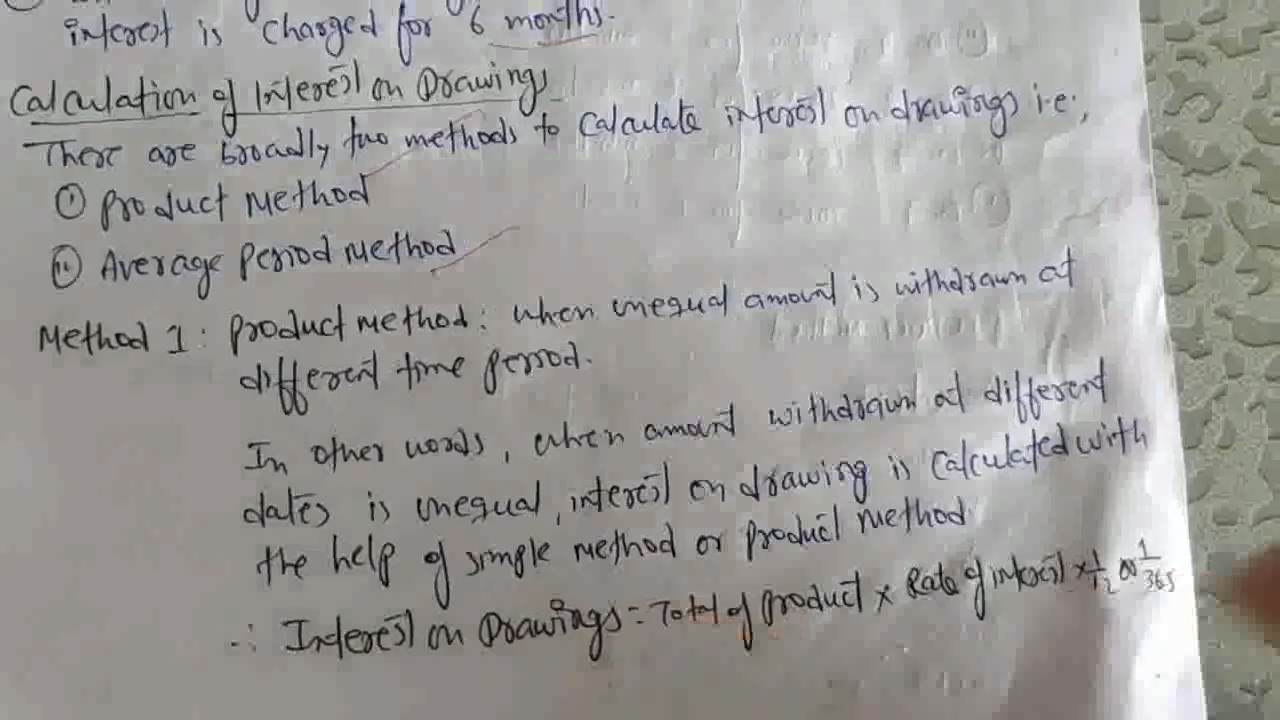 interest is charged for 6 months.
Calculation of Interest on Drawings
There are broadly two methods to calculate interest on drawings i.e.,
(i) Product Method
(ii) Average Period Method
Method 1: Product method: when unequal amount is withdrawn at
different time period.
In other words, when amount withdrawn at different
dates is unequal, interest on drawing is calculated with
the help of simple method or product method
∴ Interest on Drawings = Total of product × Rate of interest × 1/12 or 1/365